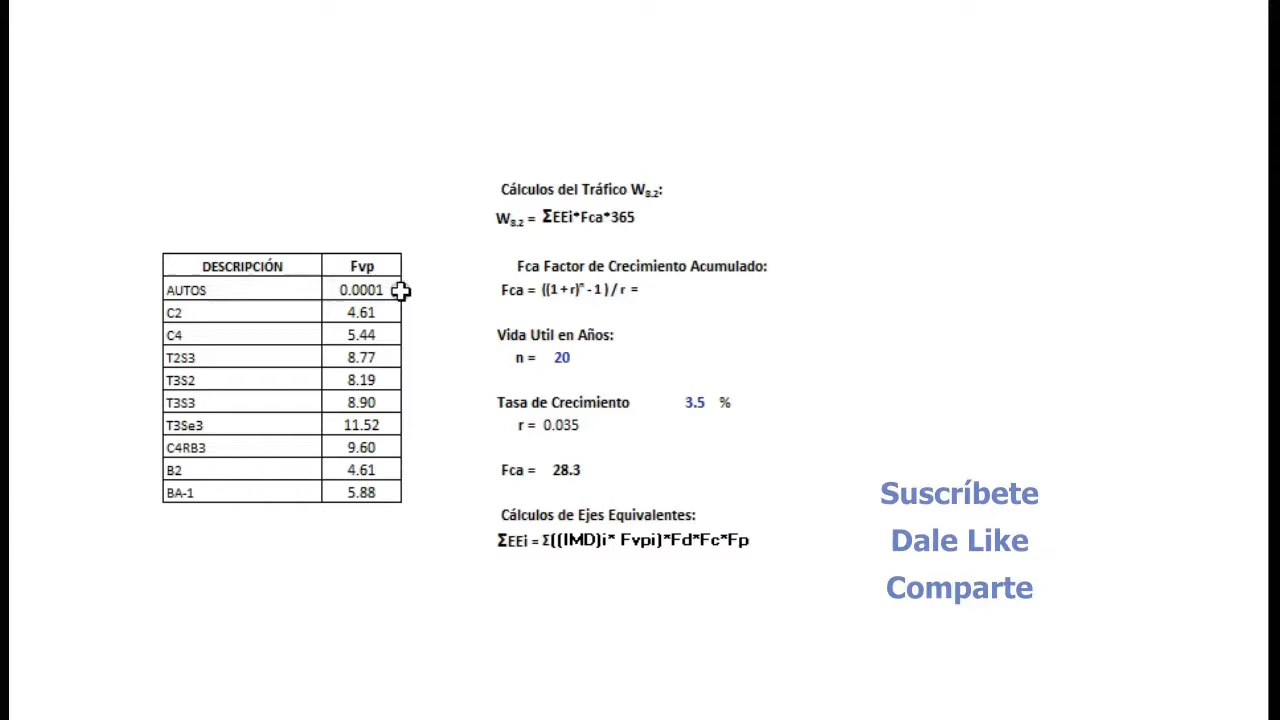 Cálculos del Tráfico W8.2:
W8.2 = ΣEEi*Fca*365
DESCRIPCIÓN Fvp
AUTOS 0.0001
C2 4.61
C4 5.44
T2S3 8.77
T3S2 8.19
T3S3 8.90
T3Se3 11.52
C4RB3 9.60
B2 4.61
BA-1 5.88
Fca Factor de Crecimiento Acumulado:
Fca = ((1 + r)ⁿ - 1 ) / r =
Vida Util en Años:
n = 20
Tasa de Crecimiento 3.5 %
r = 0.035
Fca = 28.3
Cálculos de Ejes Equivalentes:
ΣEEi = Σ((IMD)i* Fvpi)*Fd*Fc*Fp
Suscríbete
Dale Like
Comparte